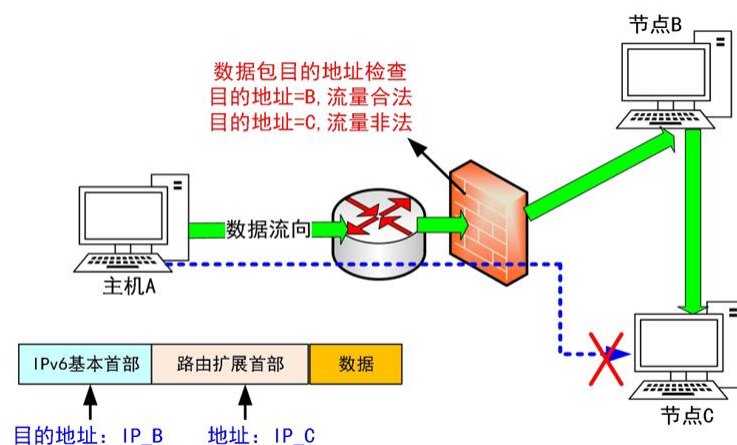 节点B
数据包目的地址检查
目的地址=B,流量合法
目的地址=C,流量非法
数据流向
主机A
IPv6基本首部 路由扩展首部 数据
节点C
目的地址：IP_B 地址：IP_C